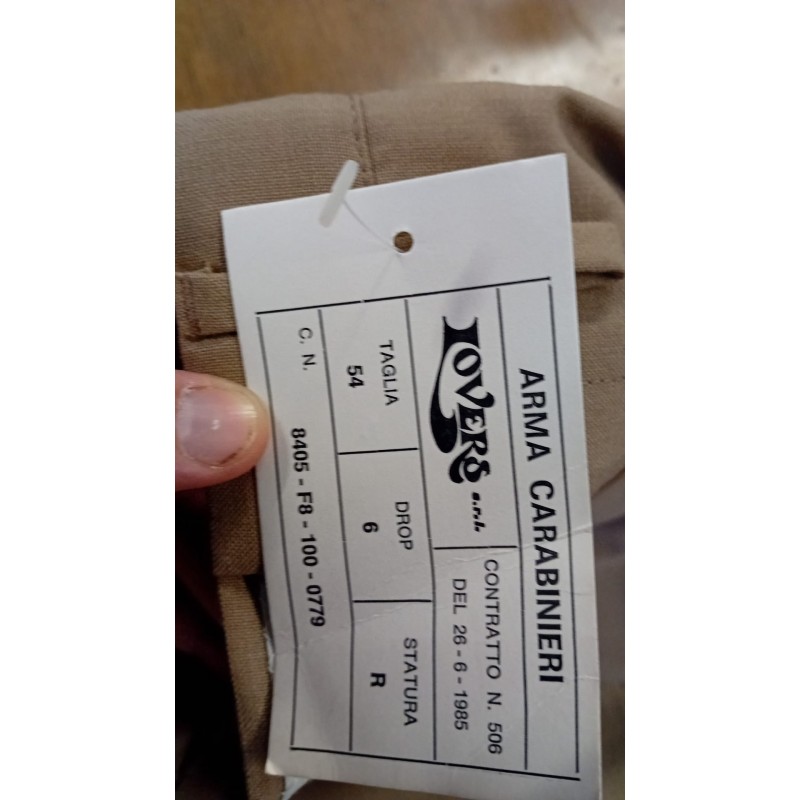 ARMA CARABINIERI
LOVERS s.r.l.
CONTRATTO N. 506
DEL 26-6-1985
TAGLIA
54
DROP
6
STATURA
R
C. N. 8405 - F8 - 100 - 0779